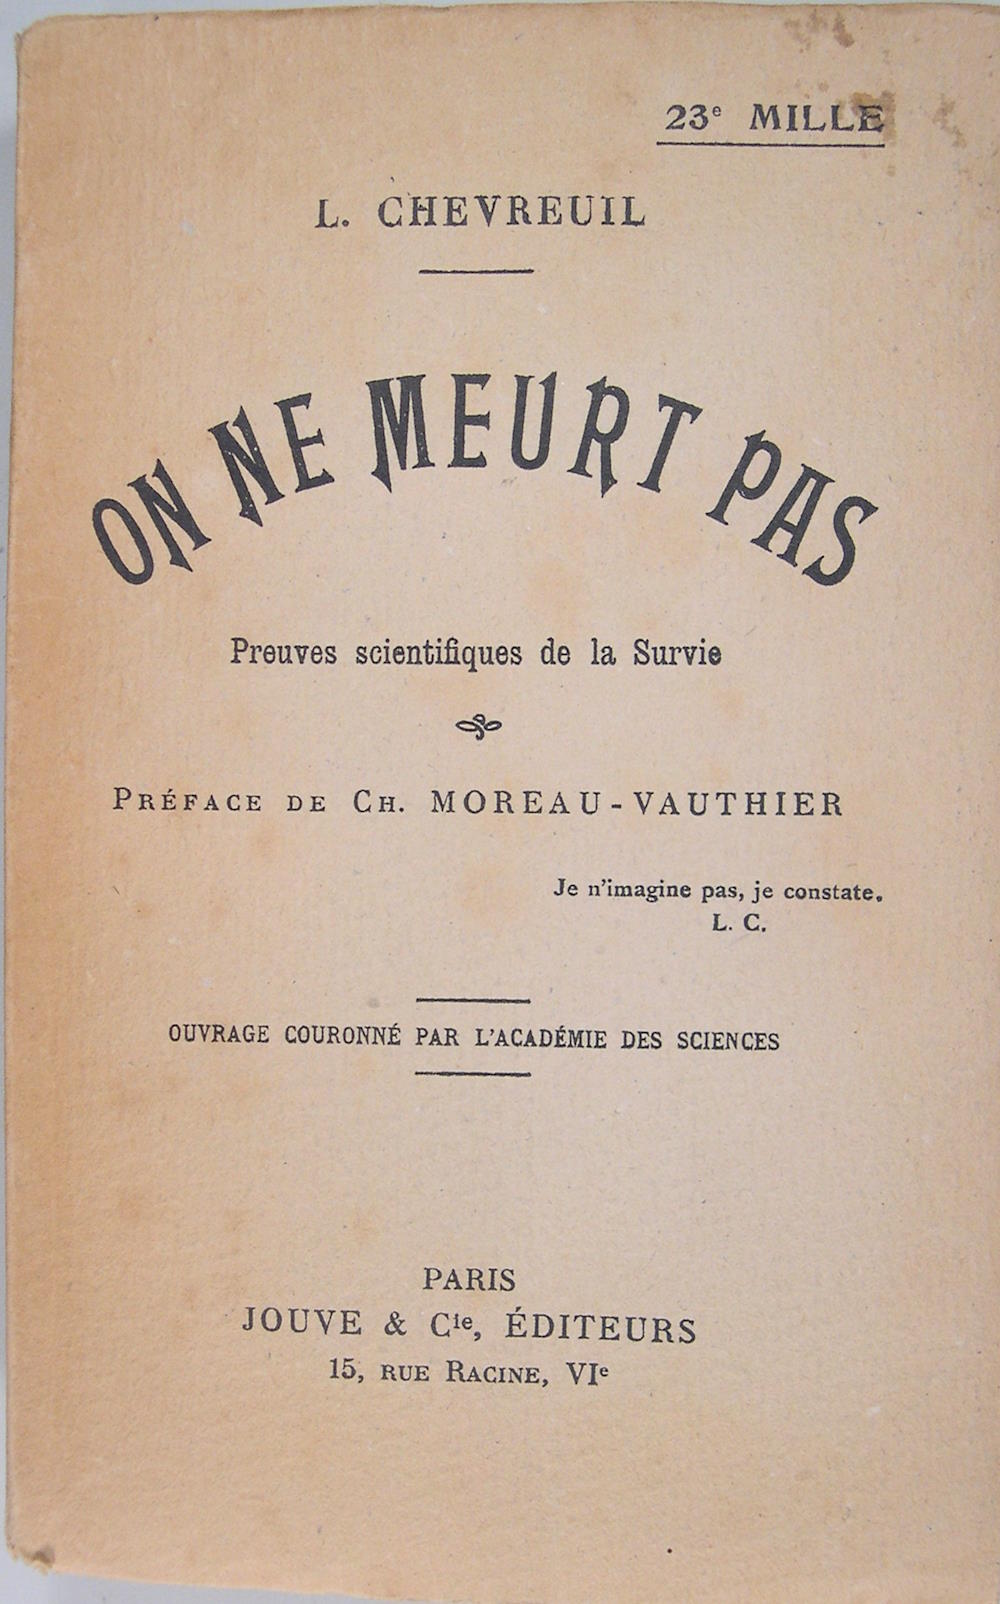 23e MILLE
L. CHEVREUIL
ON NE MEURT PAS
Preuves scientifiques de la Survie
PRÉFACE DE CH. MOREAU-VAUTHIER
Je n'imagine pas, je constate.
L. C.
OUVRAGE COURONNÉ PAR L'ACADÉMIE DES SCIENCES
PARIS
JOUVE & Cie, ÉDITEURS
15, RUE RACINE, VIe